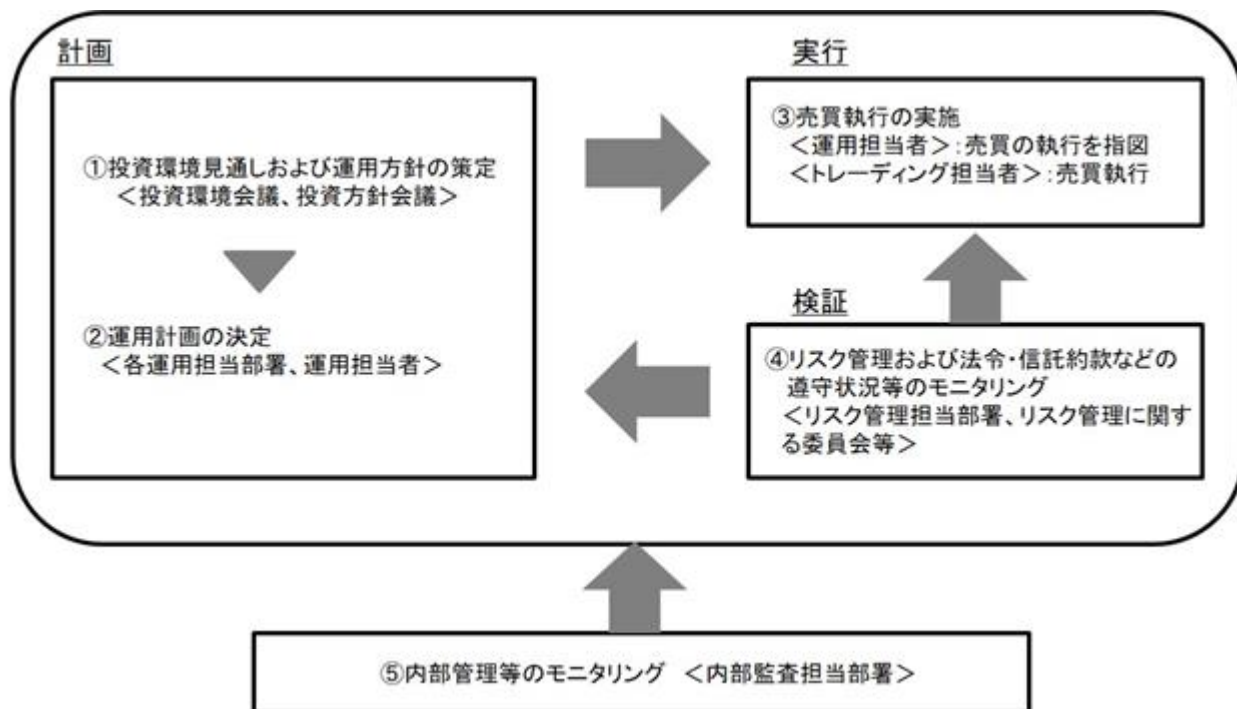 計画
①投資環境見通しおよび運用方針の策定
＜投資環境会議、投資方針会議＞
②運用計画の決定
＜各運用担当部署、運用担当者＞
実行
③売買執行の実施
＜運用担当者＞：売買の執行を指図
＜トレーディング担当者＞：売買執行
検証
④リスク管理および法令・信託約款などの
遵守状況等のモニタリング
＜リスク管理担当部署、リスク管理に関す
る委員会等＞
⑤内部管理等のモニタリング ＜内部監査担当部署＞